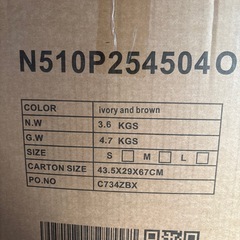 N510P254504O
COLOR ivory and brown
N.W 3.6 KGS
G.W 4.7 KGS
SIZE S M L
CARTON SIZE 43.5X29X67CM
PO.NO C734ZBX